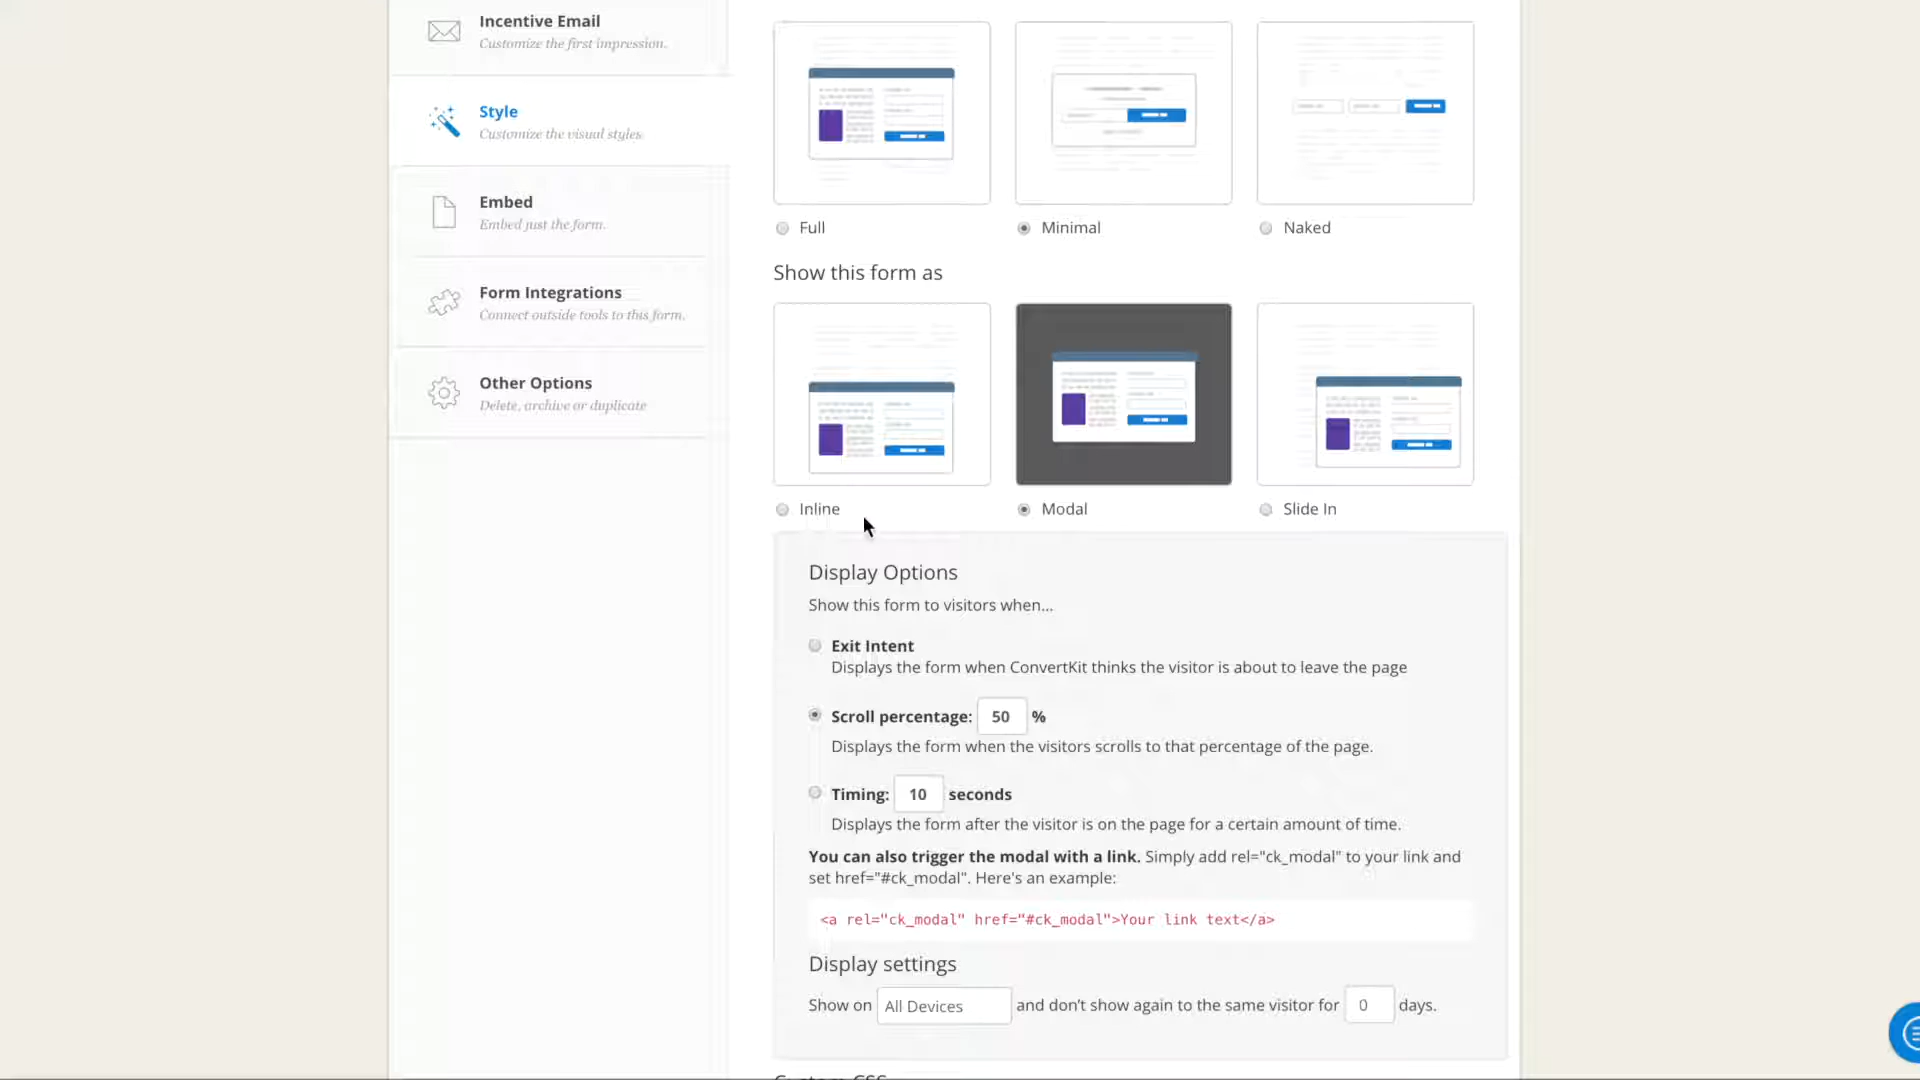 Incentive Email
Customize the first impression.
Style
Customize the visual styles.
Embed
Embed just the form.
Form Integrations
Connect outside tools to this form.
Other Options
Delete, archive or duplicate
Full
Minimal
Naked
Show this form as
Inline
Modal
Slide In
Display Options
Show this form to visitors when...
Exit Intent
Displays the form when ConvertKit thinks the visitor is about to leave the page
Scroll percentage: 50 %
Displays the form when the visitors scrolls to that percentage of the page.
Timing: 10 seconds
Displays the form after the visitor is on the page for a certain amount of time.
You can also trigger the modal with a link. Simply add rel="ck_modal" to your link and
set href="#ck_modal". Here's an example:
<a rel="ck_modal" href="#ck_modal">Your link text</a>
Display settings
Show on All Devices and don't show again to the same visitor for 0 days.
Custom CSS